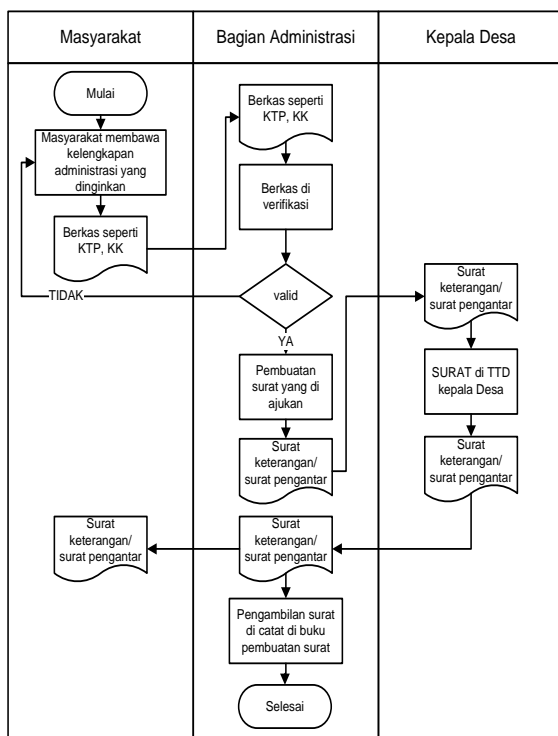 Masyarakat
Bagian Administrasi
Kepala Desa
Mulai
Masyarakat membawa
kelengkapan
administrasi yang
dinginkan
Berkas seperti
KTP, KK
Berkas seperti
KTP, KK
Berkas di
verifikasi
valid
TIDAK
YA
Pembuatan
surat yang di
ajukan
Surat
keterangan/
surat pengantar
Surat
keterangan/
surat pengantar
SURAT di TTD
kepala Desa
Surat
keterangan/
surat pengantar
Surat
keterangan/
surat pengantar
Surat
keterangan/
surat pengantar
Pengambilan surat
di catat di buku
pembuatan surat
Selesai